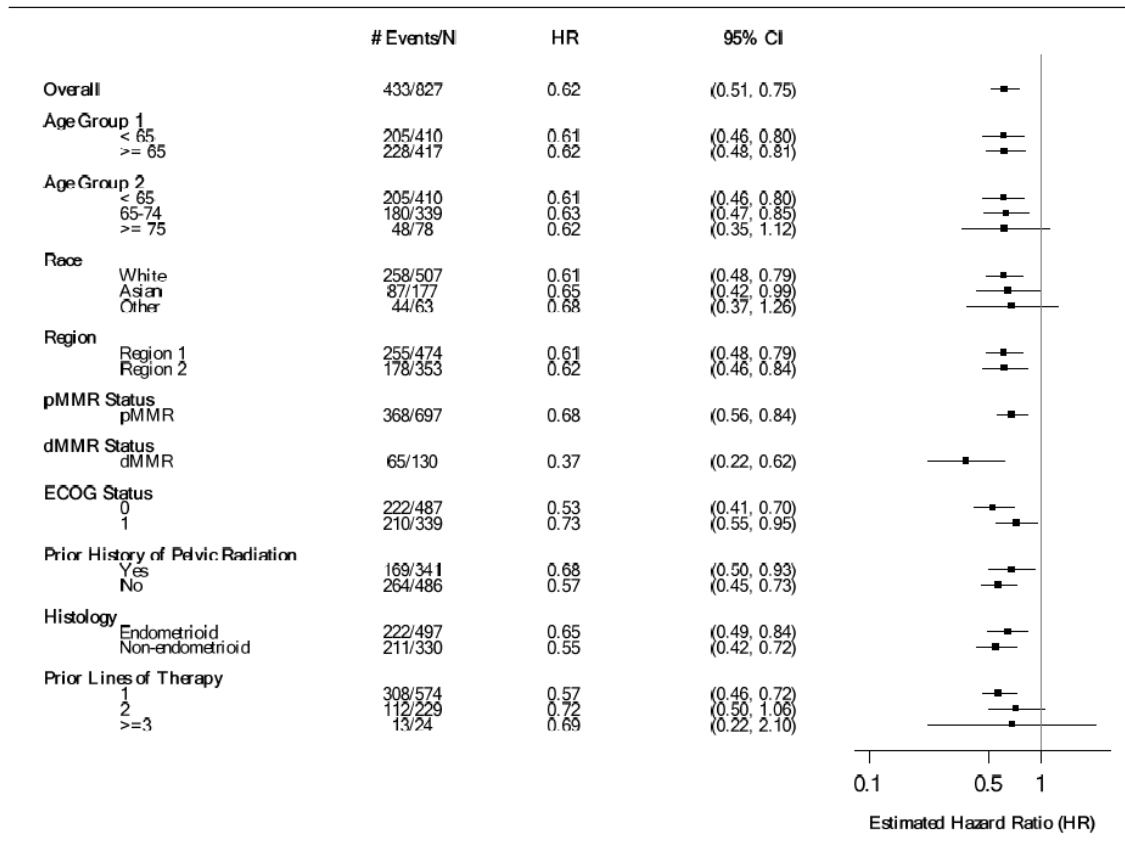 # Events/N HR 95% CI
Overall 433/827 0.62 (0.51, 0.75)
Age Group 1
< 65 205/410 0.61 (0.46, 0.80)
>= 65 228/417 0.62 (0.48, 0.81)
Age Group 2
< 65 205/410 0.61 (0.46, 0.80)
65-74 180/339 0.63 (0.47, 0.85)
>= 75 48/78 0.62 (0.35, 1.12)
Race
White 258/507 0.61 (0.48, 0.79)
Asian 87/177 0.65 (0.42, 0.99)
Other 44/63 0.68 (0.37, 1.26)
Region
Region 1 255/474 0.61 (0.48, 0.79)
Region 2 178/353 0.62 (0.46, 0.84)
pMMR Status
pMMR 368/697 0.68 (0.56, 0.84)
dMMR Status
dMMR 65/130 0.37 (0.22, 0.62)
ECOG Status
0 222/487 0.53 (0.41, 0.70)
1 210/339 0.73 (0.55, 0.95)
Prior History of Pelvic Radiation
Yes 169/341 0.68 (0.50, 0.93)
No 264/486 0.57 (0.45, 0.73)
Histology
Endometrioid 222/497 0.65 (0.49, 0.84)
Non-endometrioid 211/330 0.55 (0.42, 0.72)
Prior Lines of Therapy
1 308/574 0.57 (0.46, 0.72)
2 112/229 0.72 (0.50, 1.06)
>=3 13/24 0.69 (0.22, 2.10)
0.1 0.5 1
Estimated Hazard Ratio (HR)